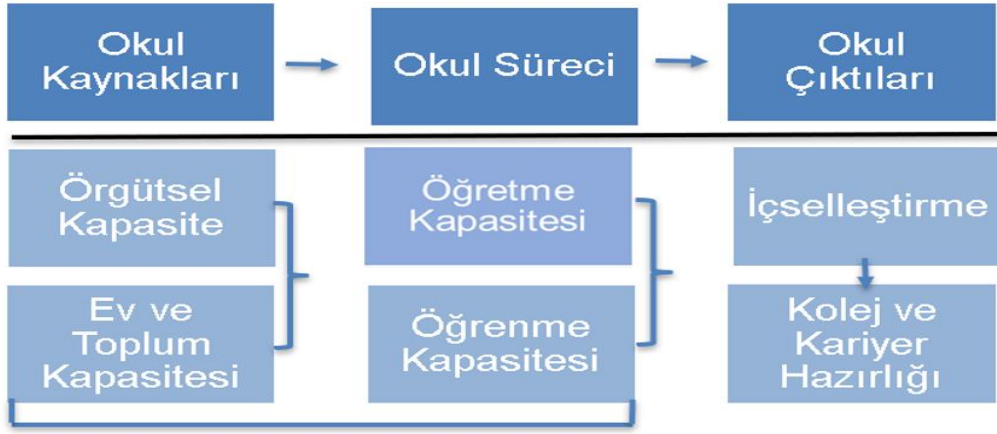 Okul
Kaynakları
Okul Süreci
Okul
Çıktıları
Örgütsel
Kapasite
Öğretme
Kapasitesi
İçselleştirme
Ev ve
Toplum
Kapasitesi
Öğrenme
Kapasitesi
Kolej ve
Kariyer
Hazırlığı